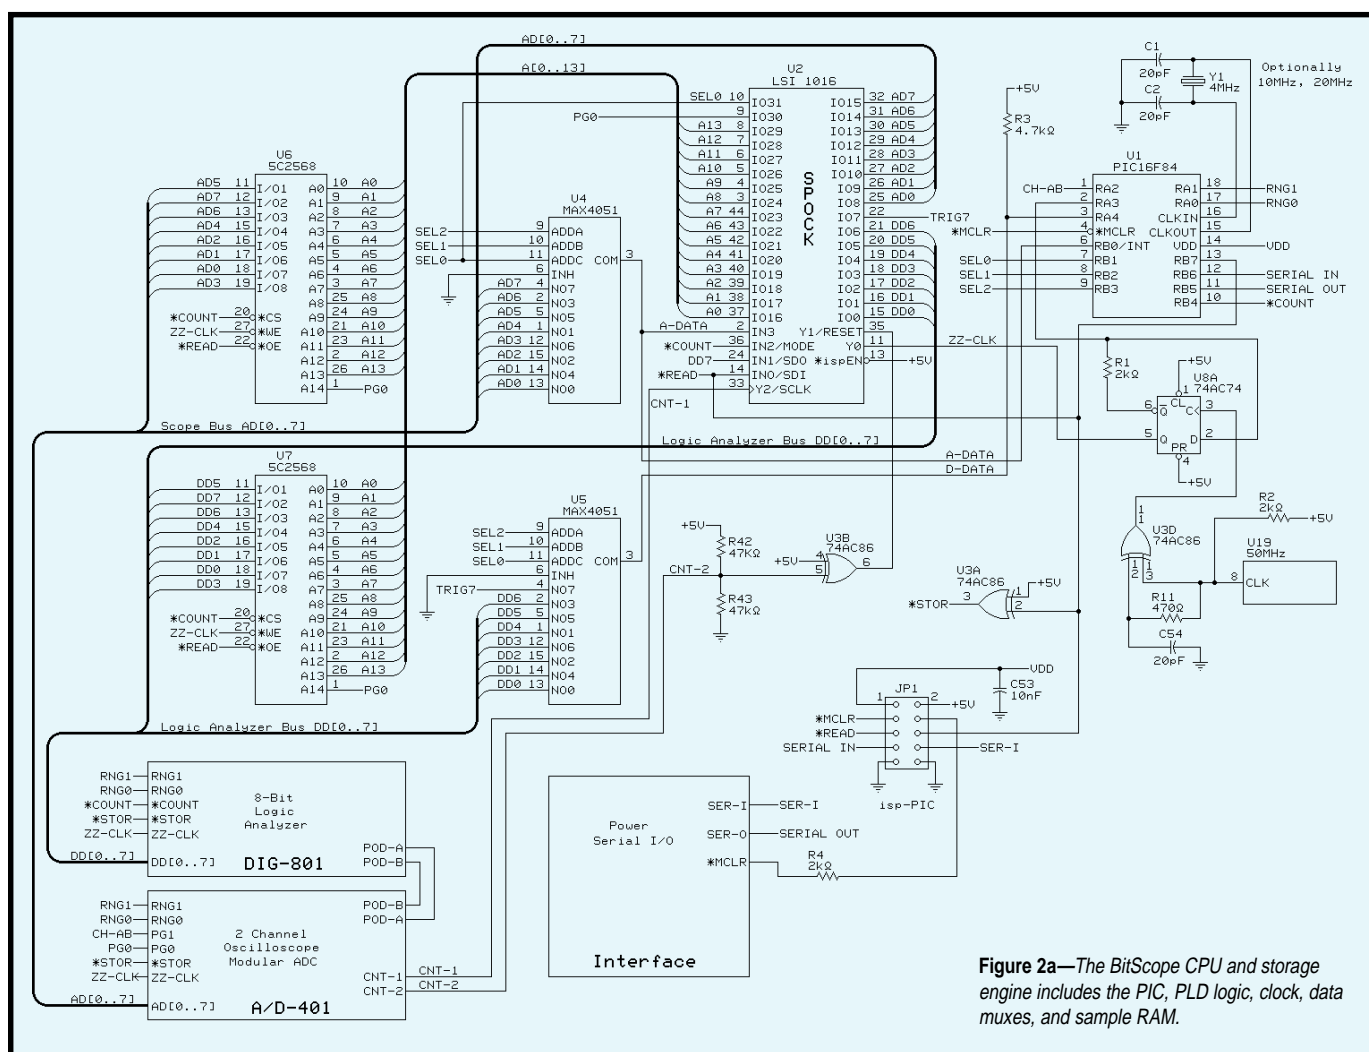 AD[0..7]
A[0..13]
U2
LSI 1016
SEL0 10 IO31
9 IO30
PG0
A13 8 IO29
A12 7 IO28
A11 6 IO27
A10 5 IO26
A9 4 IO25
A8 3 IO24
A7 44 IO23
A6 43 IO22
A5 42 IO21
A4 41 IO20
A3 40 IO19
A2 39 IO18
A1 38 IO17
A0 37 IO16
A-DATA 2 IN3
*COUNT 36 IN2/MODE
DD7 24 IN1/SDO
*READ 14 IN0/SDI
33 Y2/SCLK
CNT-1
SPOCK
IO15 32 AD7
IO14 31 AD6
IO13 30 AD5
IO12 29 AD4
IO11 28 AD3
IO10 27 AD2
IO9 26 AD1
IO8 25 AD0
IO7 22 TRIG7
IO6 21 DD6
IO5 20 DD5
IO4 19 DD4
IO3 18 DD3
IO2 17 DD2
IO1 16 DD1
IO0 15 DD0
Y1/RESET 35
Y0 11 ZZ-CLK
*ispEN 13 +5V
C1
20pF
C2
20pF
Y1
4MHz
Optionally
10MHz, 20MHz
+5V
R3
4.7kΩ
U1
PIC16F84
CH-AB 1 RA2
2 RA3
3 RA4
*MCLR 4 *MCLR
6 RB0/INT
SEL0 7 RB1
SEL1 8 RB2
SEL2 9 RB3
RA1 18 RNG1
RA0 17 RNG0
CLKIN 16
CLKOUT 15
VDD 14 VDD
RB7 13
RB6 12 SERIAL IN
RB5 11 SERIAL OUT
RB4 10 *COUNT
U6
5C2568
AD5 11 I/O1
AD7 12 I/O2
AD6 13 I/O3
AD4 15 I/O4
AD2 16 I/O5
AD1 17 I/O6
AD0 18 I/O7
AD3 19 I/O8
*COUNT 20 *CS
ZZ-CLK 27 *WE
*READ 22 *OE
A0 10 A0
A1 9 A1
A2 8 A2
A3 7 A3
A4 6 A4
A5 5 A5
A6 4 A6
A7 3 A7
A8 25 A8
A9 24 A9
A10 21 A10
A11 23 A11
A12 2 A12
A13 26 A13
A14 1 PG0
U4
MAX4051
SEL2 9 ADDA
SEL1 10 ADDB
SEL0 11 ADDC
6 INH
AD7 4 NO7
AD6 2 NO3
AD5 5 NO5
AD4 1 NO1
AD3 12 NO6
AD2 15 NO2
AD1 14 NO4
AD0 13 NO0
COM 3
R1
2kΩ
+5V
U8A
74AC74
1
CL
6 Q
5 Q
CK 3
D 2
PR
4
+5V
Scope Bus AD[0..7]
Logic Analyzer Bus DD[0..7]
A-DATA
D-DATA
U7
5C2568
DD5 11 I/O1
DD7 12 I/O2
DD6 13 I/O3
DD4 15 I/O4
DD2 16 I/O5
DD1 17 I/O6
DD0 18 I/O7
DD3 19 I/O8
*COUNT 20 *CS
ZZ-CLK 27 *WE
*READ 22 *OE
A0 10 A0
A1 9 A1
A2 8 A2
A3 7 A3
A4 6 A4
A5 5 A5
A6 4 A6
A7 3 A7
A8 25 A8
A9 24 A9
A10 21 A10
A11 23 A11
A12 2 A12
A13 26 A13
A14 1 PG0
U5
MAX4051
SEL2 9 ADDA
SEL1 10 ADDB
SEL0 11 ADDC
6 INH
TRIG7 4 NO7
DD6 2 NO3
DD5 5 NO5
DD4 1 NO1
DD3 12 NO6
DD2 15 NO2
DD1 14 NO4
DD0 13 NO0
COM 3
+5V
R42
47KΩ
CNT-2
R43
47kΩ
U3B
74AC86
+5V 4
5
6
U3A
74AC86
+5V
1
2
3
*STOR
1
1
U3D
74AC86
1
2
1
3
R2
2kΩ
+5V
U19
50MHz
8 CLK
R11
470Ω
C54
20pF
Logic Analyzer Bus DD[0..7]
VDD
C53
10nF
JP1
1 2
+5V
*MCLR
*READ
SERIAL IN
SER-I
isp-PIC
RNG1 RNG1
RNG0 RNG0
*COUNT *COUNT
*STOR *STOR
ZZ-CLK ZZ-CLK
DD[0..7] DD[0..7]
8-Bit
Logic
Analyzer
DIG-801
POD-A
POD-B
RNG1 RNG1
RNG0 RNG0
CH-AB PG1
PG0 PG0
*STOR *STOR
ZZ-CLK ZZ-CLK
AD[0..7] AD[0..7]
2 Channel
Oscilloscope
Modular ADC
A/D-401
POD-B
POD-A
CNT-1 CNT-1
CNT-2 CNT-2
Power
Serial I/O
Interface
SER-I SER-I
SER-O SERIAL OUT
*MCLR
R4
2kΩ
Figure 2a—The BitScope CPU and storage
engine includes the PIC, PLD logic, clock, data
muxes, and sample RAM.